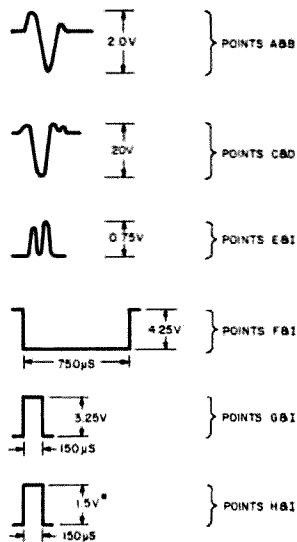 2.0V POINTS A&B
20V POINTS C&D
0.75V POINTS E&I
4.25V POINTS F&I
750µS
3.25V POINTS G&I
150µS
1.5V* POINTS H&I
150µS